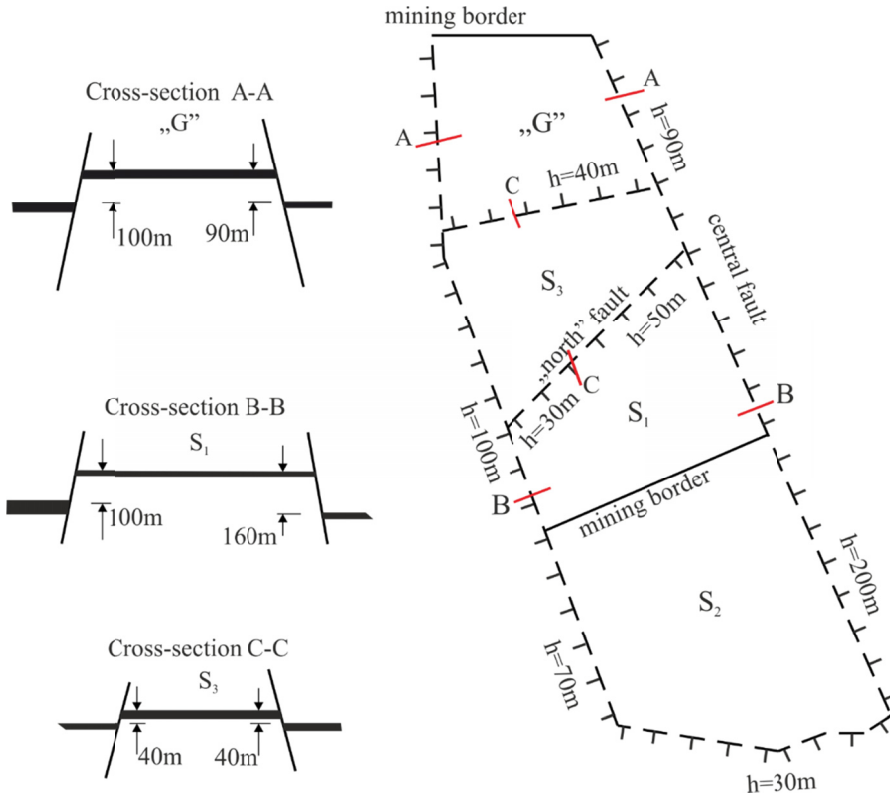 mining border
Cross-section A-A
„G”
100m
90m
A
A
„G”
h=90m
C
h=40m
central fault
S₃
„north” fault
h=50m
C
h=30m
S₁
B
h=100m
B
mining border
Cross-section B-B
S₁
100m
160m
h=200m
S₂
h=70m
Cross-section C-C
S₃
40m
40m
h=30m